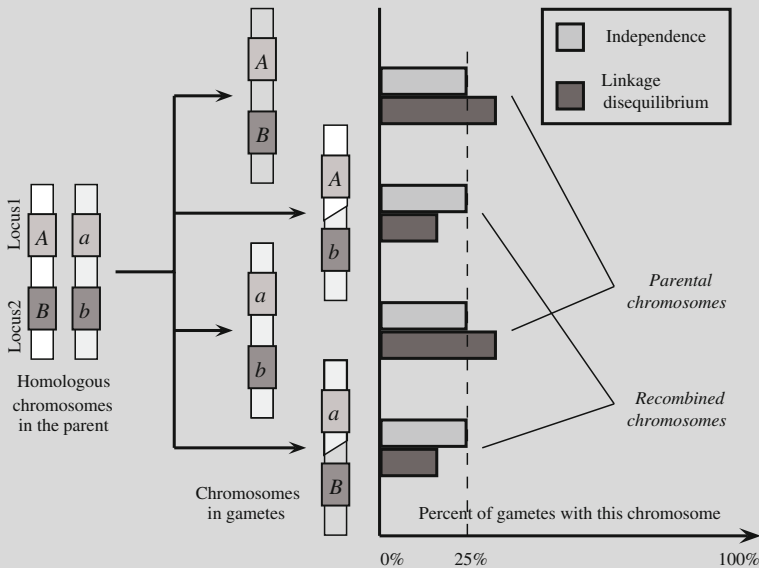 A
B
A
b
a
b
a
B
Locus1
A
a
Locus2
B
b
Homologous
chromosomes
in the parent
Chromosomes
in gametes
Independence
Linkage
disequilibrium
Parental
chromosomes
Recombined
chromosomes
Percent of gametes with this chromosome
0%
25%
100%